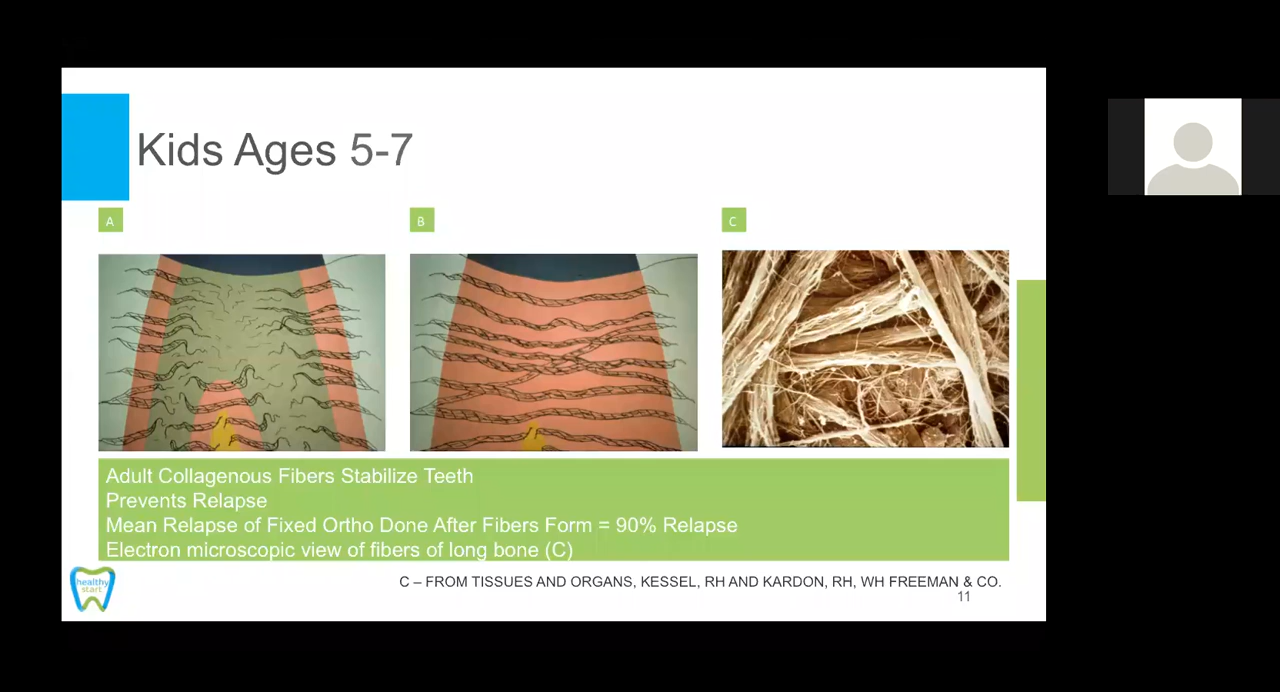 Kids Ages 5-7
A
B
C
Adult Collagenous Fibers Stabilize Teeth
Prevents Relapse
Mean Relapse of Fixed Ortho Done After Fibers Form = 90% Relapse
Electron microscopic view of fibers of long bone (C)
healthy
start
C – FROM TISSUES AND ORGANS, KESSEL, RH AND KARDON, RH, WH FREEMAN & CO.
11